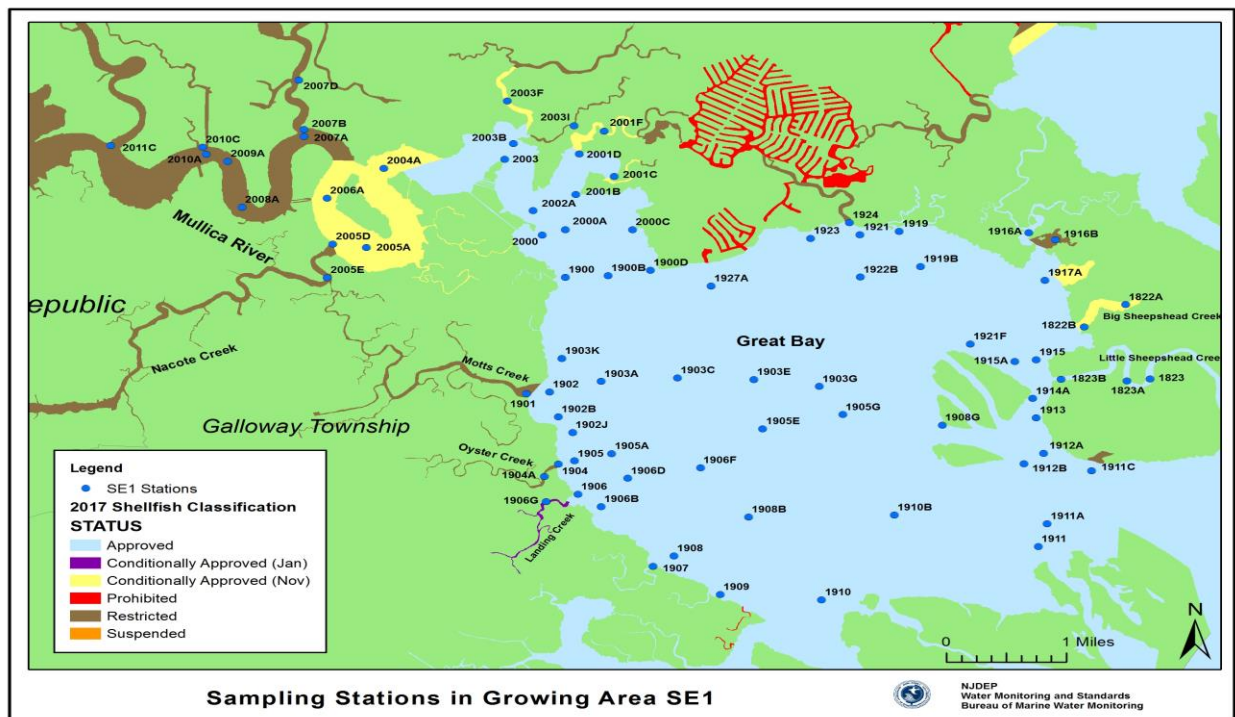 2007D
2003F
2003I
2001F
2007B
2007A
2003B
2011C
2010C
2010A
2009A
2004A
2003
2001D
2001C
2006A
2008A
2001B
2002A
Mullica River
2000A
2000C
2000
2005D
2005A
2005E
1924
1923
1921
1919
1916A
1916B
1900
1900B
1900D
1927A
1922B
1919B
1917A
epublic
1822A
Big Sheepshead Creek
1822B
Great Bay
1921F
1915A
1915
Little Sheepshead Cree
Nacote Creek
Motts Creek
1903K
1903A
1903C
1903E
1903G
1823B
1823A
1823
1901
1902
1914A
1902B
1902J
1905G
1905E
1908G
1913
Galloway Township
Oyster Creek
1905
1905A
1904
1904A
1906D
1906F
1912A
1912B
1911C
1906G
1906
1906B
Landing Creek
1908B
1910B
1911A
1911
1908
1907
1909
1910
Legend
SE1 Stations
2017 Shellfish Classification
STATUS
Approved
Conditionally Approved (Jan)
Conditionally Approved (Nov)
Prohibited
Restricted
Suspended
0 1 Miles
N
Sampling Stations in Growing Area SE1
NJDEP
Water Monitoring and Standards
Bureau of Marine Water Monitoring